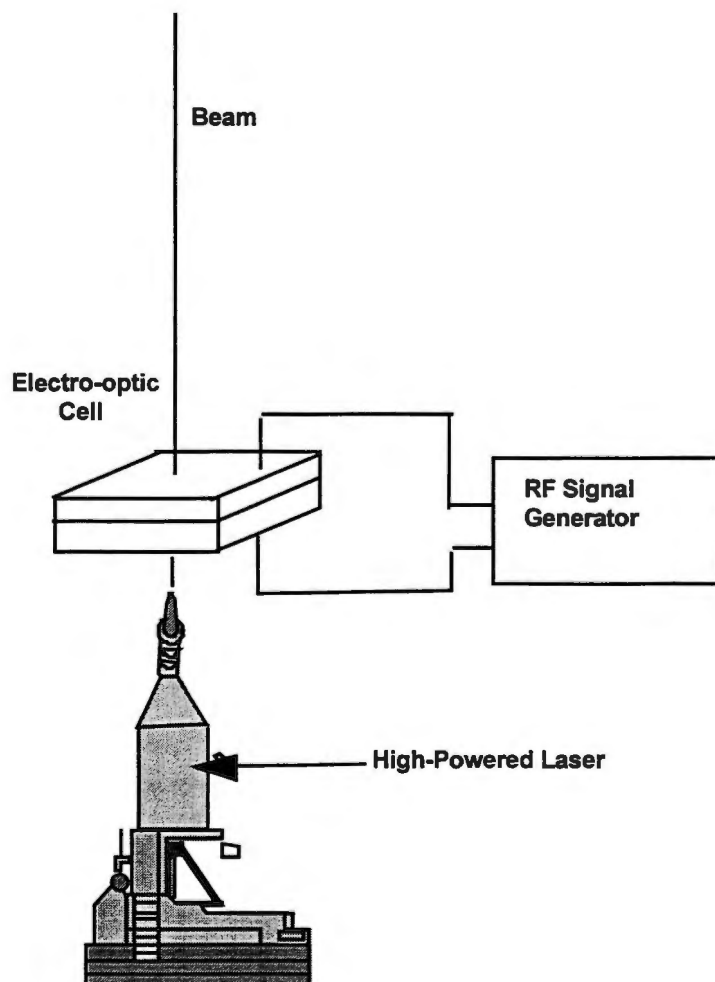 Beam
Electro-optic
Cell
RF Signal
Generator
High-Powered Laser